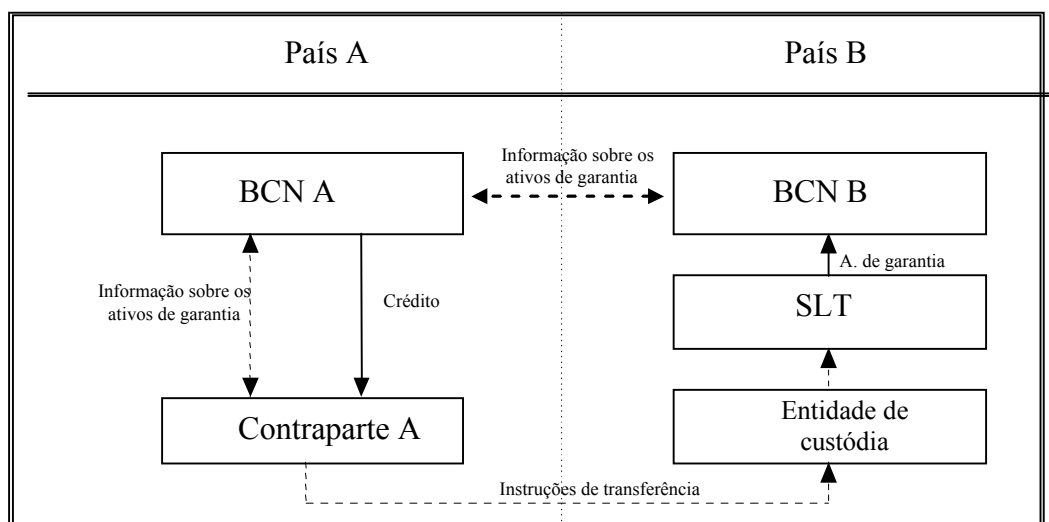 País A
País B
Informação sobre os
ativos de garantia
BCN A
BCN B
A. de garantia
Informação sobre os
ativos de garantia
Crédito
SLT
Contraparte A
Entidade de
custódia
Instruções de transferência